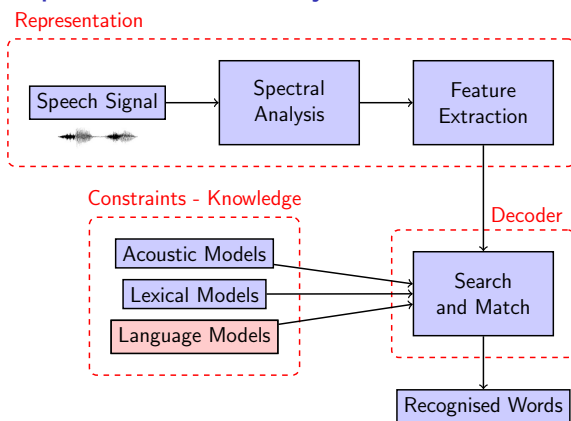 Representation
Speech Signal
Spectral
Analysis
Feature
Extraction
Constraints - Knowledge
Decoder
Acoustic Models
Lexical Models
Language Models
Search
and Match
Recognised Words